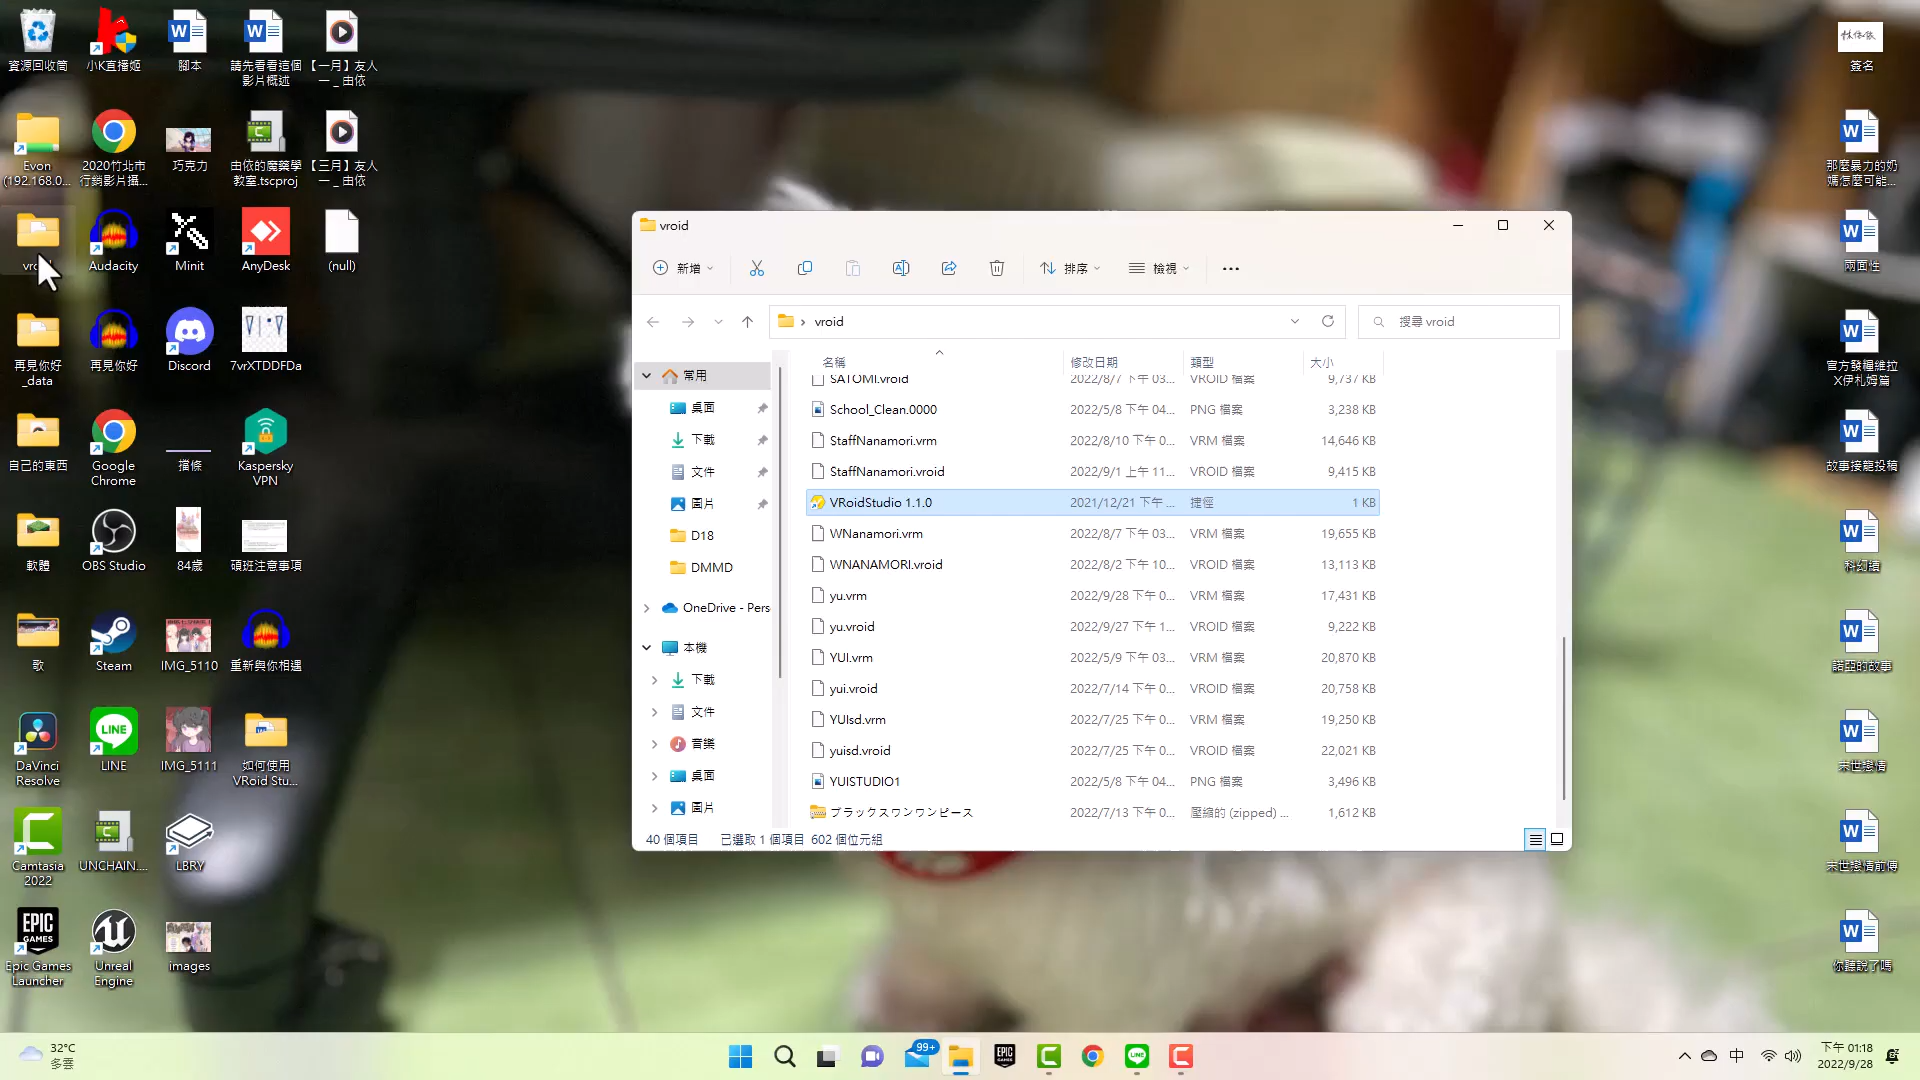 資源回收筒
小K直播姬
腳本
請先看看這個
影片概述
【一月】友人
一 _ 由依
Evon
(192.168.0...
2020竹北市
行銷影片攝...
巧克力
由依的魔藥學
教室.tscproj
【三月】友人
一 _ 由依
Audacity
Minit
AnyDesk
(null)
再見你好
_data
再見你好
Discord
7vrXTDDFDa
自己的東西
Google
Chrome
擋條
Kaspersky
VPN
軟體
OBS Studio
84歲
碩班注意事項
歌
Steam
IMG_5110
重新與你相遇
DaVinci
Resolve
LINE
IMG_5111
如何使用
VRoid Stu...
Camtasia
2022
UNCHAIN....
LBRY
EPIC
GAMES
Epic Games
Launcher
Unreal
Engine
images
vroid
新增
排序
檢視
vroid
搜尋 vroid
常用
桌面
下載
文件
圖片
D18
DMMD
OneDrive - Pers
本機
下載
文件
音樂
桌面
圖片
名稱 修改日期 類型 大小
SATOMI.vroid 2022/8/7 下午 03... VROID 檔案 9,737 KB
School_Clean.0000 2022/5/8 下午 04... PNG 檔案 3,238 KB
StaffNanamori.vrm 2022/8/10 下午 0... VRM 檔案 14,646 KB
StaffNanamori.vroid 2022/9/1 上午 11... VROID 檔案 9,415 KB
VRoidStudio 1.1.0 2021/12/21 下午 ... 捷徑 1 KB
WNanamori.vrm 2022/8/7 下午 03... VRM 檔案 19,655 KB
WNANAMORI.vroid 2022/8/2 下午 10... VROID 檔案 13,113 KB
yu.vrm 2022/9/28 下午 0... VRM 檔案 17,431 KB
yu.vroid 2022/9/27 下午 1... VROID 檔案 9,222 KB
YUI.vrm 2022/5/9 下午 03... VRM 檔案 20,870 KB
yui.vroid 2022/7/14 下午 0... VROID 檔案 20,758 KB
YUIsd.vrm 2022/7/25 下午 0... VRM 檔案 19,250 KB
yuisd.vroid 2022/7/25 下午 0... VROID 檔案 22,021 KB
YUISTUDIO1 2022/5/8 下午 04... PNG 檔案 3,496 KB
ブラックスワンワンピース 2022/7/13 下午 0... 壓縮的 (zipped) ... 1,612 KB
40 個項目 已選取 1 個項目 602 個位元組
簽名
那麼暴力的奶
媽怎麼可能...
兩面性
官方發糧維拉
X伊札姆篇
故事接龍投稿
科幻續
諾亞的故事
末世戀情
末世戀情前傳
你聽說了嗎
32°C
多雲
99+
中
下午 01:18
2022/9/28